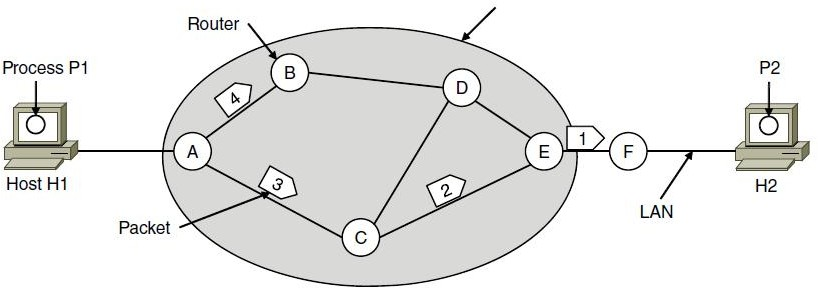 Router
Process P1
B
D
P2
4
A
E
1
F
3
2
Host H1
H2
LAN
Packet
C